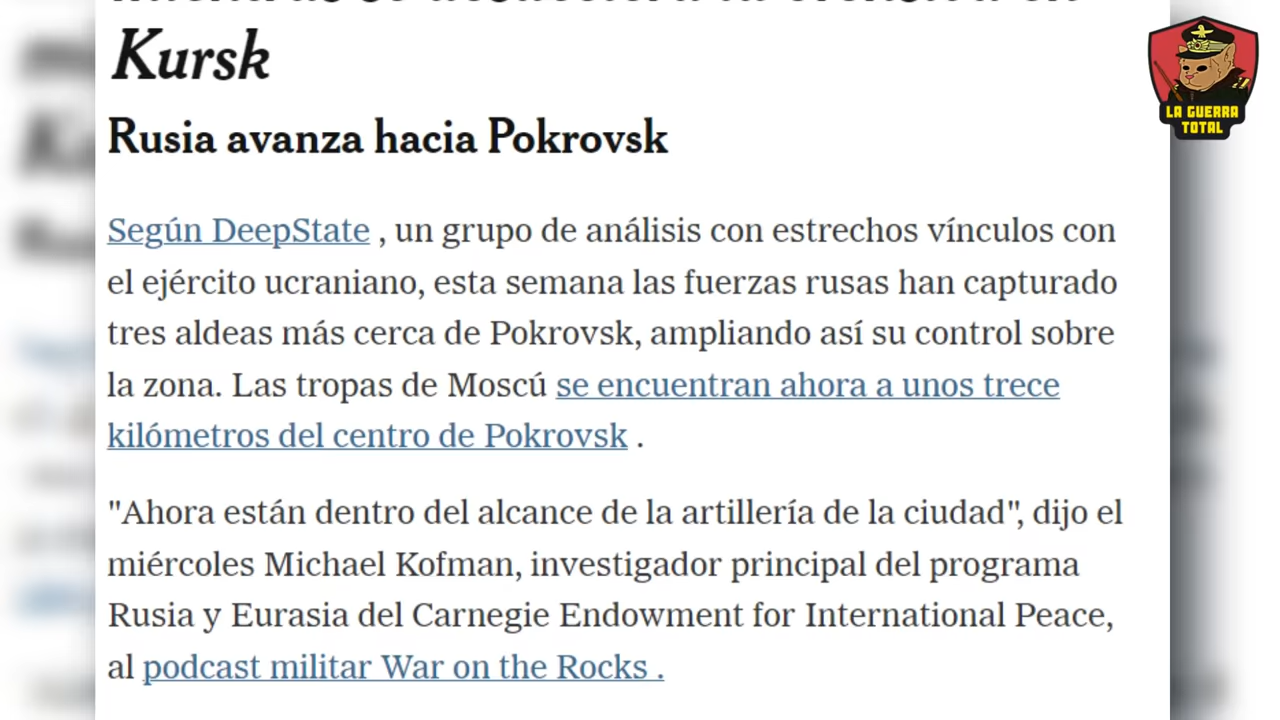 Kursk
Rusia avanza hacia Pokrovsk
Según DeepState , un grupo de análisis con estrechos vínculos con
el ejército ucraniano, esta semana las fuerzas rusas han capturado
tres aldeas más cerca de Pokrovsk, ampliando así su control sobre
la zona. Las tropas de Moscú se encuentran ahora a unos trece
kilómetros del centro de Pokrovsk .
"Ahora están dentro del alcance de la artillería de la ciudad", dijo el
miércoles Michael Kofman, investigador principal del programa
Rusia y Eurasia del Carnegie Endowment for International Peace,
al podcast militar War on the Rocks .
LA GUERRA
TOTAL